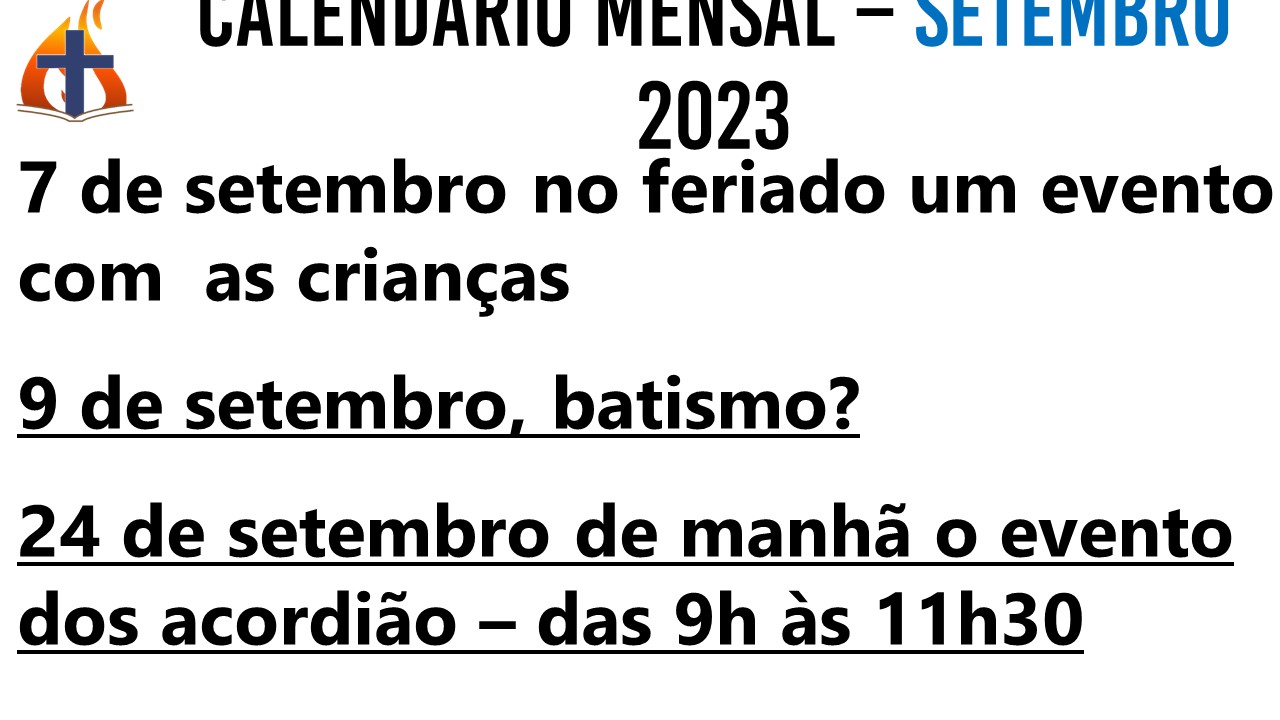 CALENDÁRIO MENSAL – SETEMBRO
2023
7 de setembro no feriado um evento
com as crianças
9 de setembro, batismo?
24 de setembro de manhã o evento
dos acordião – das 9h às 11h30